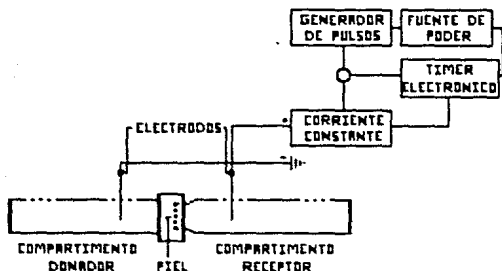 GENERADOR
DE PULSOS
FUENTE DE
PODER
TIMER
ELECTRONICO
CORRIENTE
CONSTANTE
ELECTRODOS
COMPARTIMENTO
DONADOR
PIEL
COMPARTIMENTO
RECEPTOR